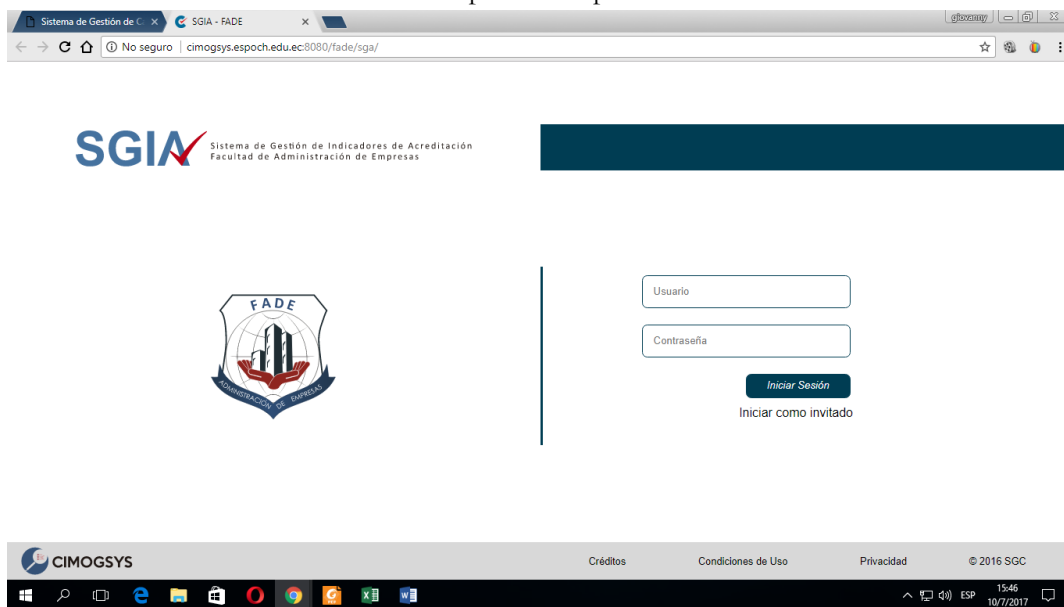 Sistema de Gestión de C
SGIA - FADE
giovanny
No seguro | cimogsys.espoch.edu.ec:8080/fade/sga/
SGIA
Sistema de Gestión de Indicadores de Acreditación
Facultad de Administración de Empresas
FADE
ADMINISTRACION DE EMPRESAS
Usuario
Contraseña
Iniciar Sesión
Iniciar como invitado
CIMOGSYS
Créditos
Condiciones de Uso
Privacidad
© 2016 SGC
ESP
15:46
10/7/2017